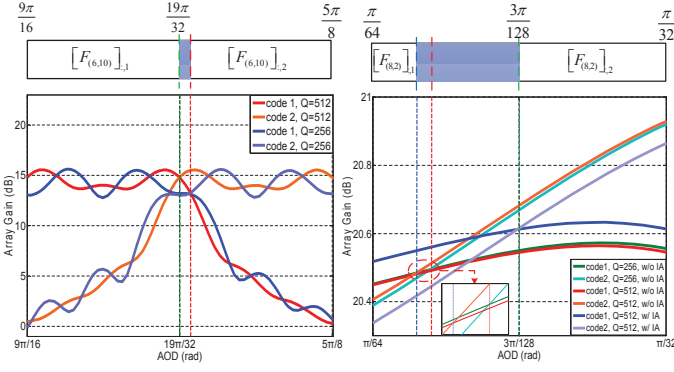 9π/16 19π/32 5π/8
[F(6,10)]:,1 [F(6,10)]:,2
code 1, Q=512
code 2, Q=512
code 1, Q=256
code 2, Q=256
Array Gain (dB)
20
15
10
5
0
9π/16 19π/32 5π/8
AOD (rad)
π/64 3π/128 π/32
[F(8,2)]:,1 [F(8,2)]:,2
Array Gain (dB)
21
20.8
20.6
20.4
code1, Q=256, w/o IA
code2, Q=256, w/o IA
code1, Q=512, w/o IA
code2, Q=512, w/o IA
code1, Q=512, w/ IA
code2, Q=512, w/ IA
π/64 3π/128 π/32
AOD (rad)